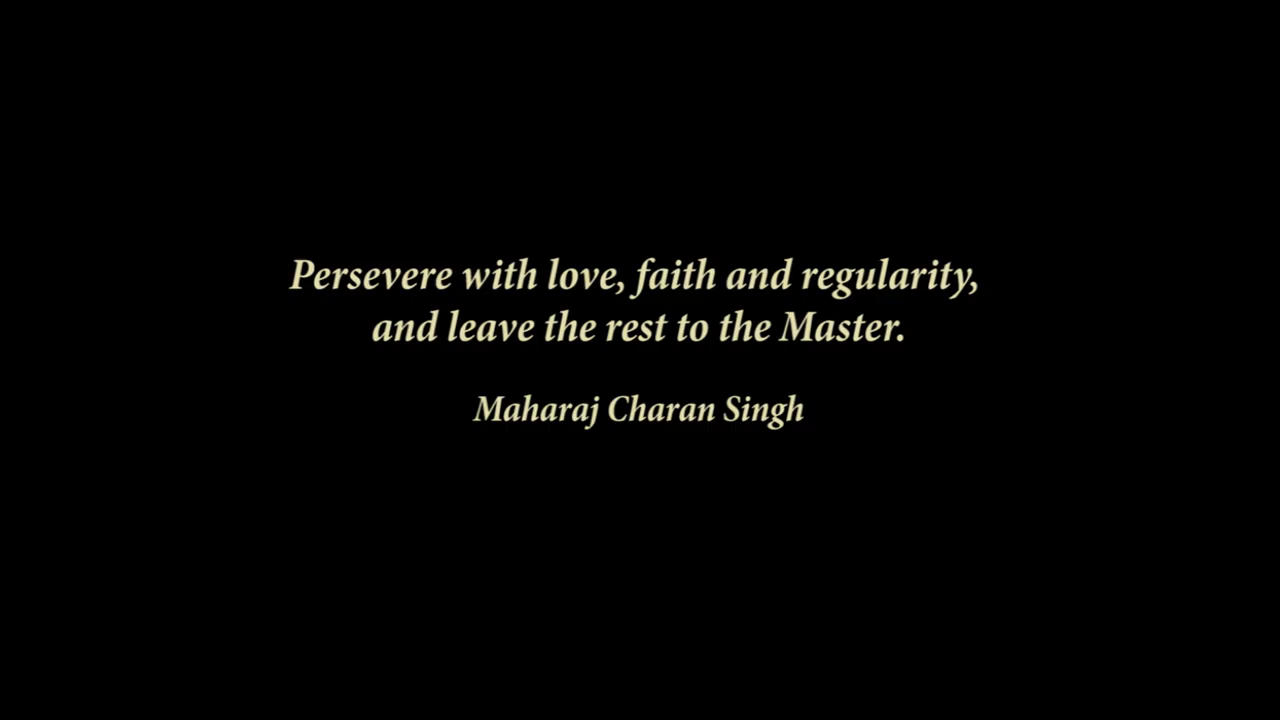 Persevere with love, faith and regularity,
and leave the rest to the Master.
Maharaj Charan Singh